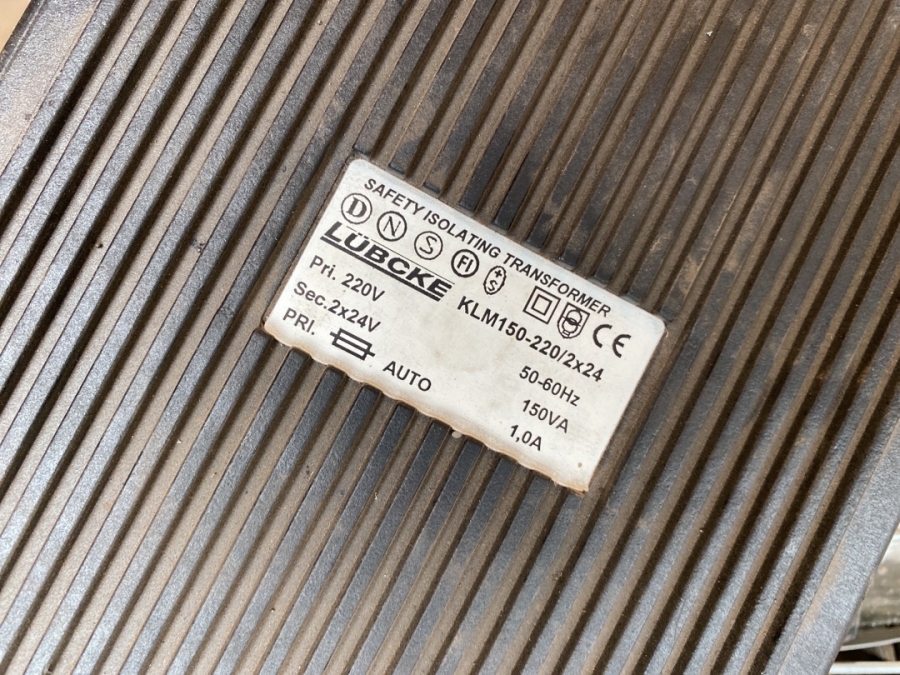 SAFETY ISOLATING TRANSFORMER
D N S FI +S CE
LÜBCKE KLM150-220/2x24
Pri. 220V 50-60Hz
Sec.2x24V 150VA
PRI. AUTO 1,0A